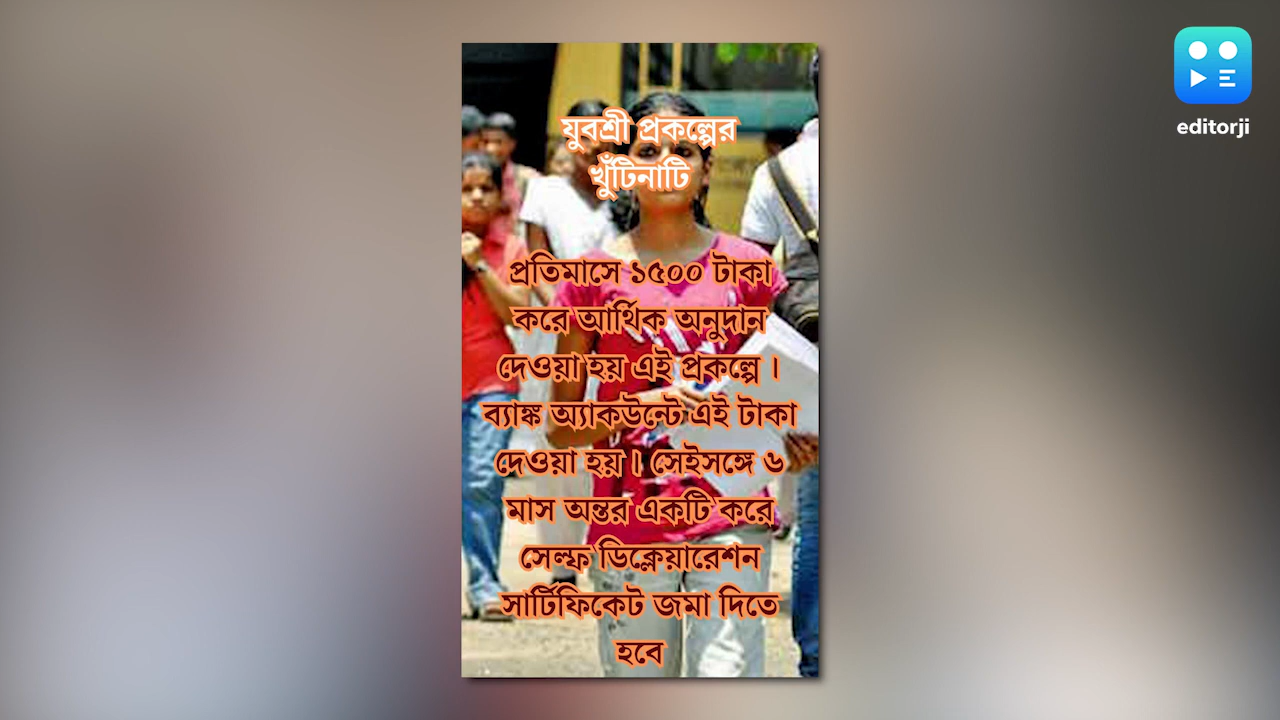 editorji
যুবশ্রী প্রকল্পের
খুঁটিনাটি
প্রতিমাসে ১৫০০ টাকা
করে আর্থিক অনুদান
দেওয়া হয় এই প্রকল্পে।
ব্যাঙ্ক অ্যাকউন্টে এই টাকা
দেওয়া হয়। সেইসঙ্গে ৬
মাস অন্তর একটি করে
সেল্ফ ডিক্লেয়ারেশন
সার্টিফিকেট জমা দিতে
হবে